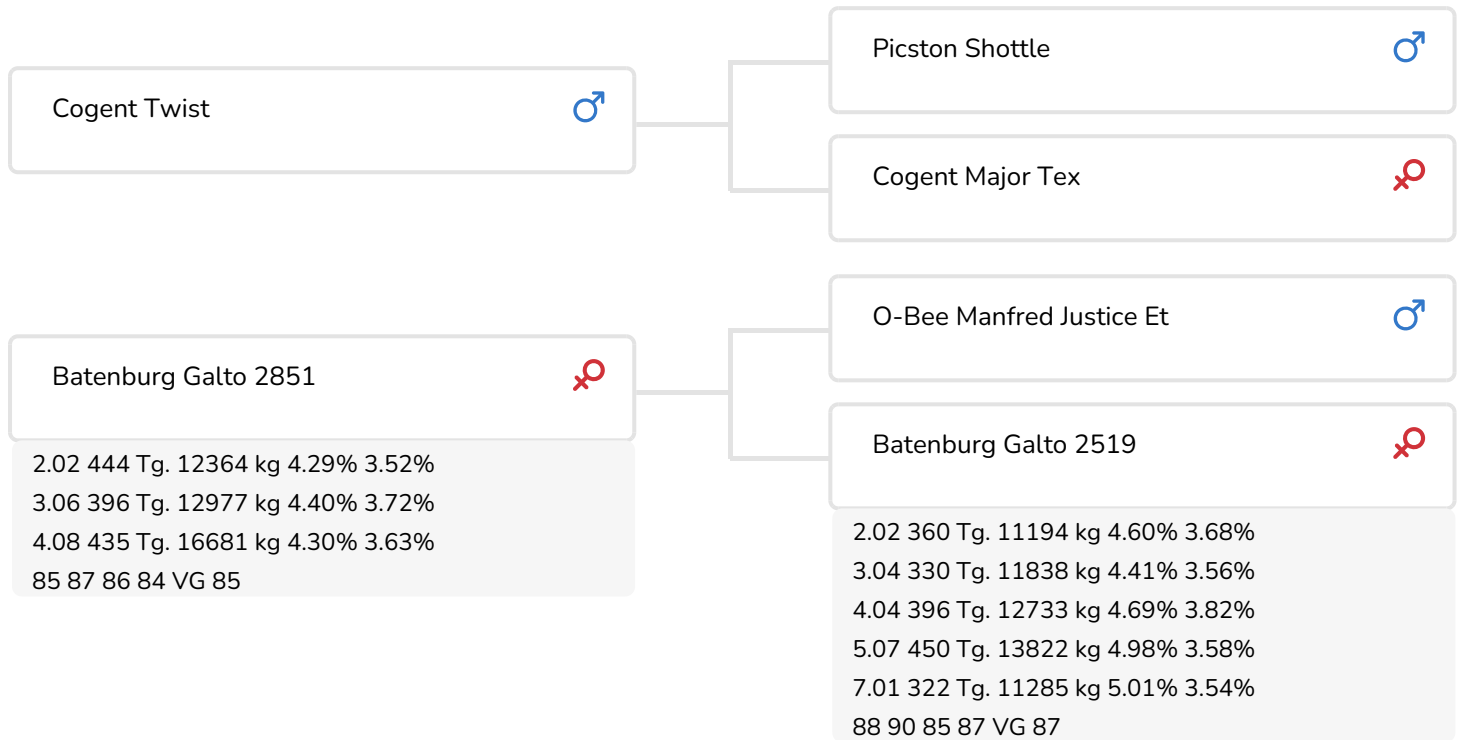 Picston Shottle
Cogent Twist
Cogent Major Tex
O-Bee Manfred Justice Et
Batenburg Galto 2851
Batenburg Galto 2519
2.02 444 Tg. 12364 kg 4.29% 3.52%
3.06 396 Tg. 12977 kg 4.40% 3.72%
4.08 435 Tg. 16681 kg 4.30% 3.63%
85 87 86 84 VG 85
2.02 360 Tg. 11194 kg 4.60% 3.68%
3.04 330 Tg. 11838 kg 4.41% 3.56%
4.04 396 Tg. 12733 kg 4.69% 3.82%
5.07 450 Tg. 13822 kg 4.98% 3.58%
7.01 322 Tg. 11285 kg 5.01% 3.54%
88 90 85 87 VG 87